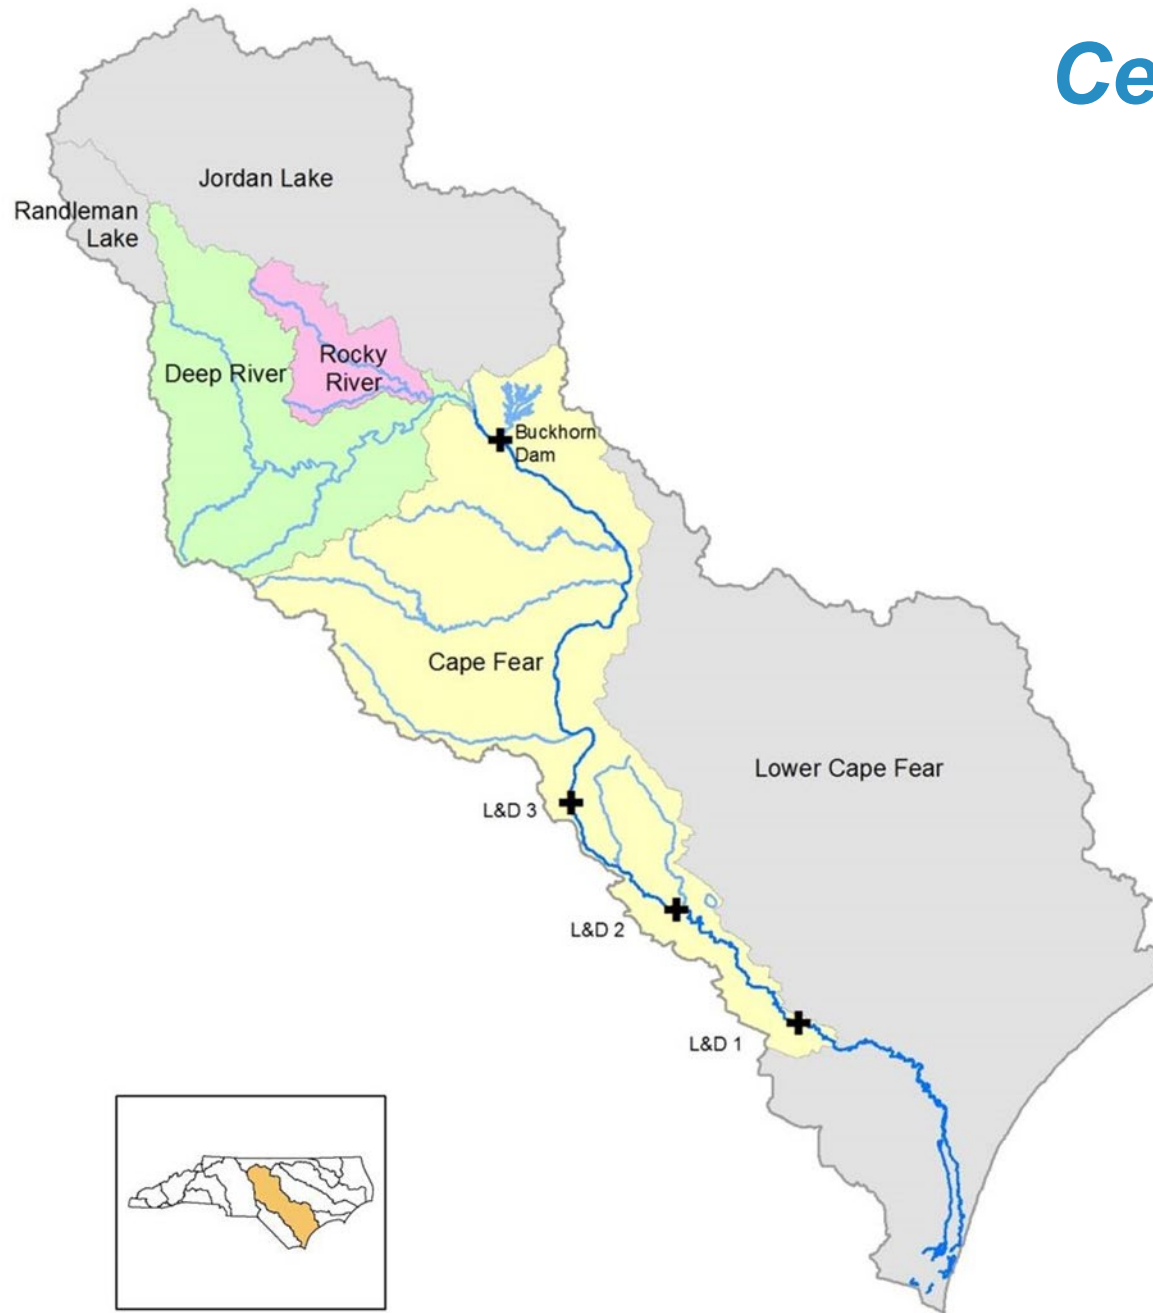 Ce
Jordan Lake
Randleman
Lake
Rocky
River
Deep River
Buckhorn
Dam
Cape Fear
Lower Cape Fear
L&D 3
L&D 2
L&D 1